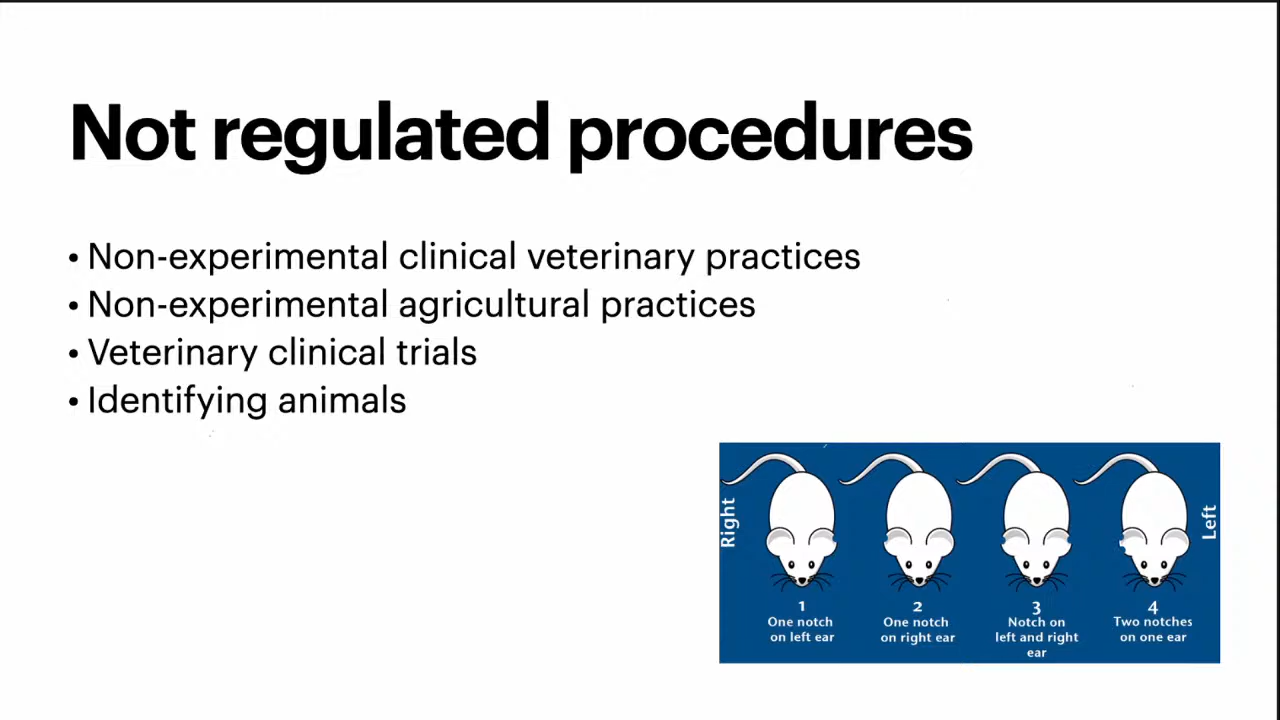 Not regulated procedures
• Non-experimental clinical veterinary practices
• Non-experimental agricultural practices
• Veterinary clinical trials
• Identifying animals
Right
Left
1
One notch
on left ear
2
One notch
on right ear
3
Notch on
left and right
ear
4
Two notches
on one ear